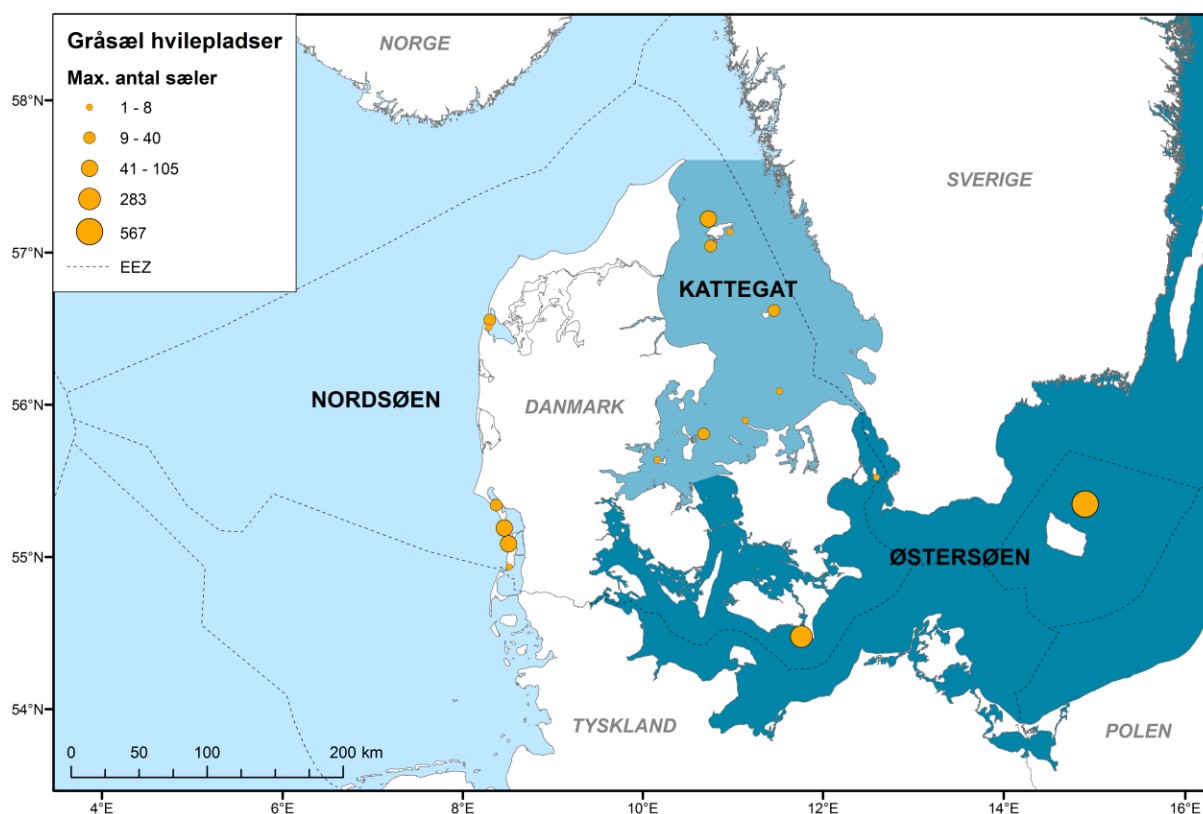 Gråsæl hvilepladser
Max. antal sæler
1 - 8
9 - 40
41 - 105
283
567
EEZ
NORGE
SVERIGE
KATTEGAT
NORDSØEN
DANMARK
ØSTERSØEN
TYSKLAND
POLEN
58°N
57°N
56°N
55°N
54°N
0 50 100 200 km
4°E 6°E 8°E 10°E 12°E 14°E 16°E